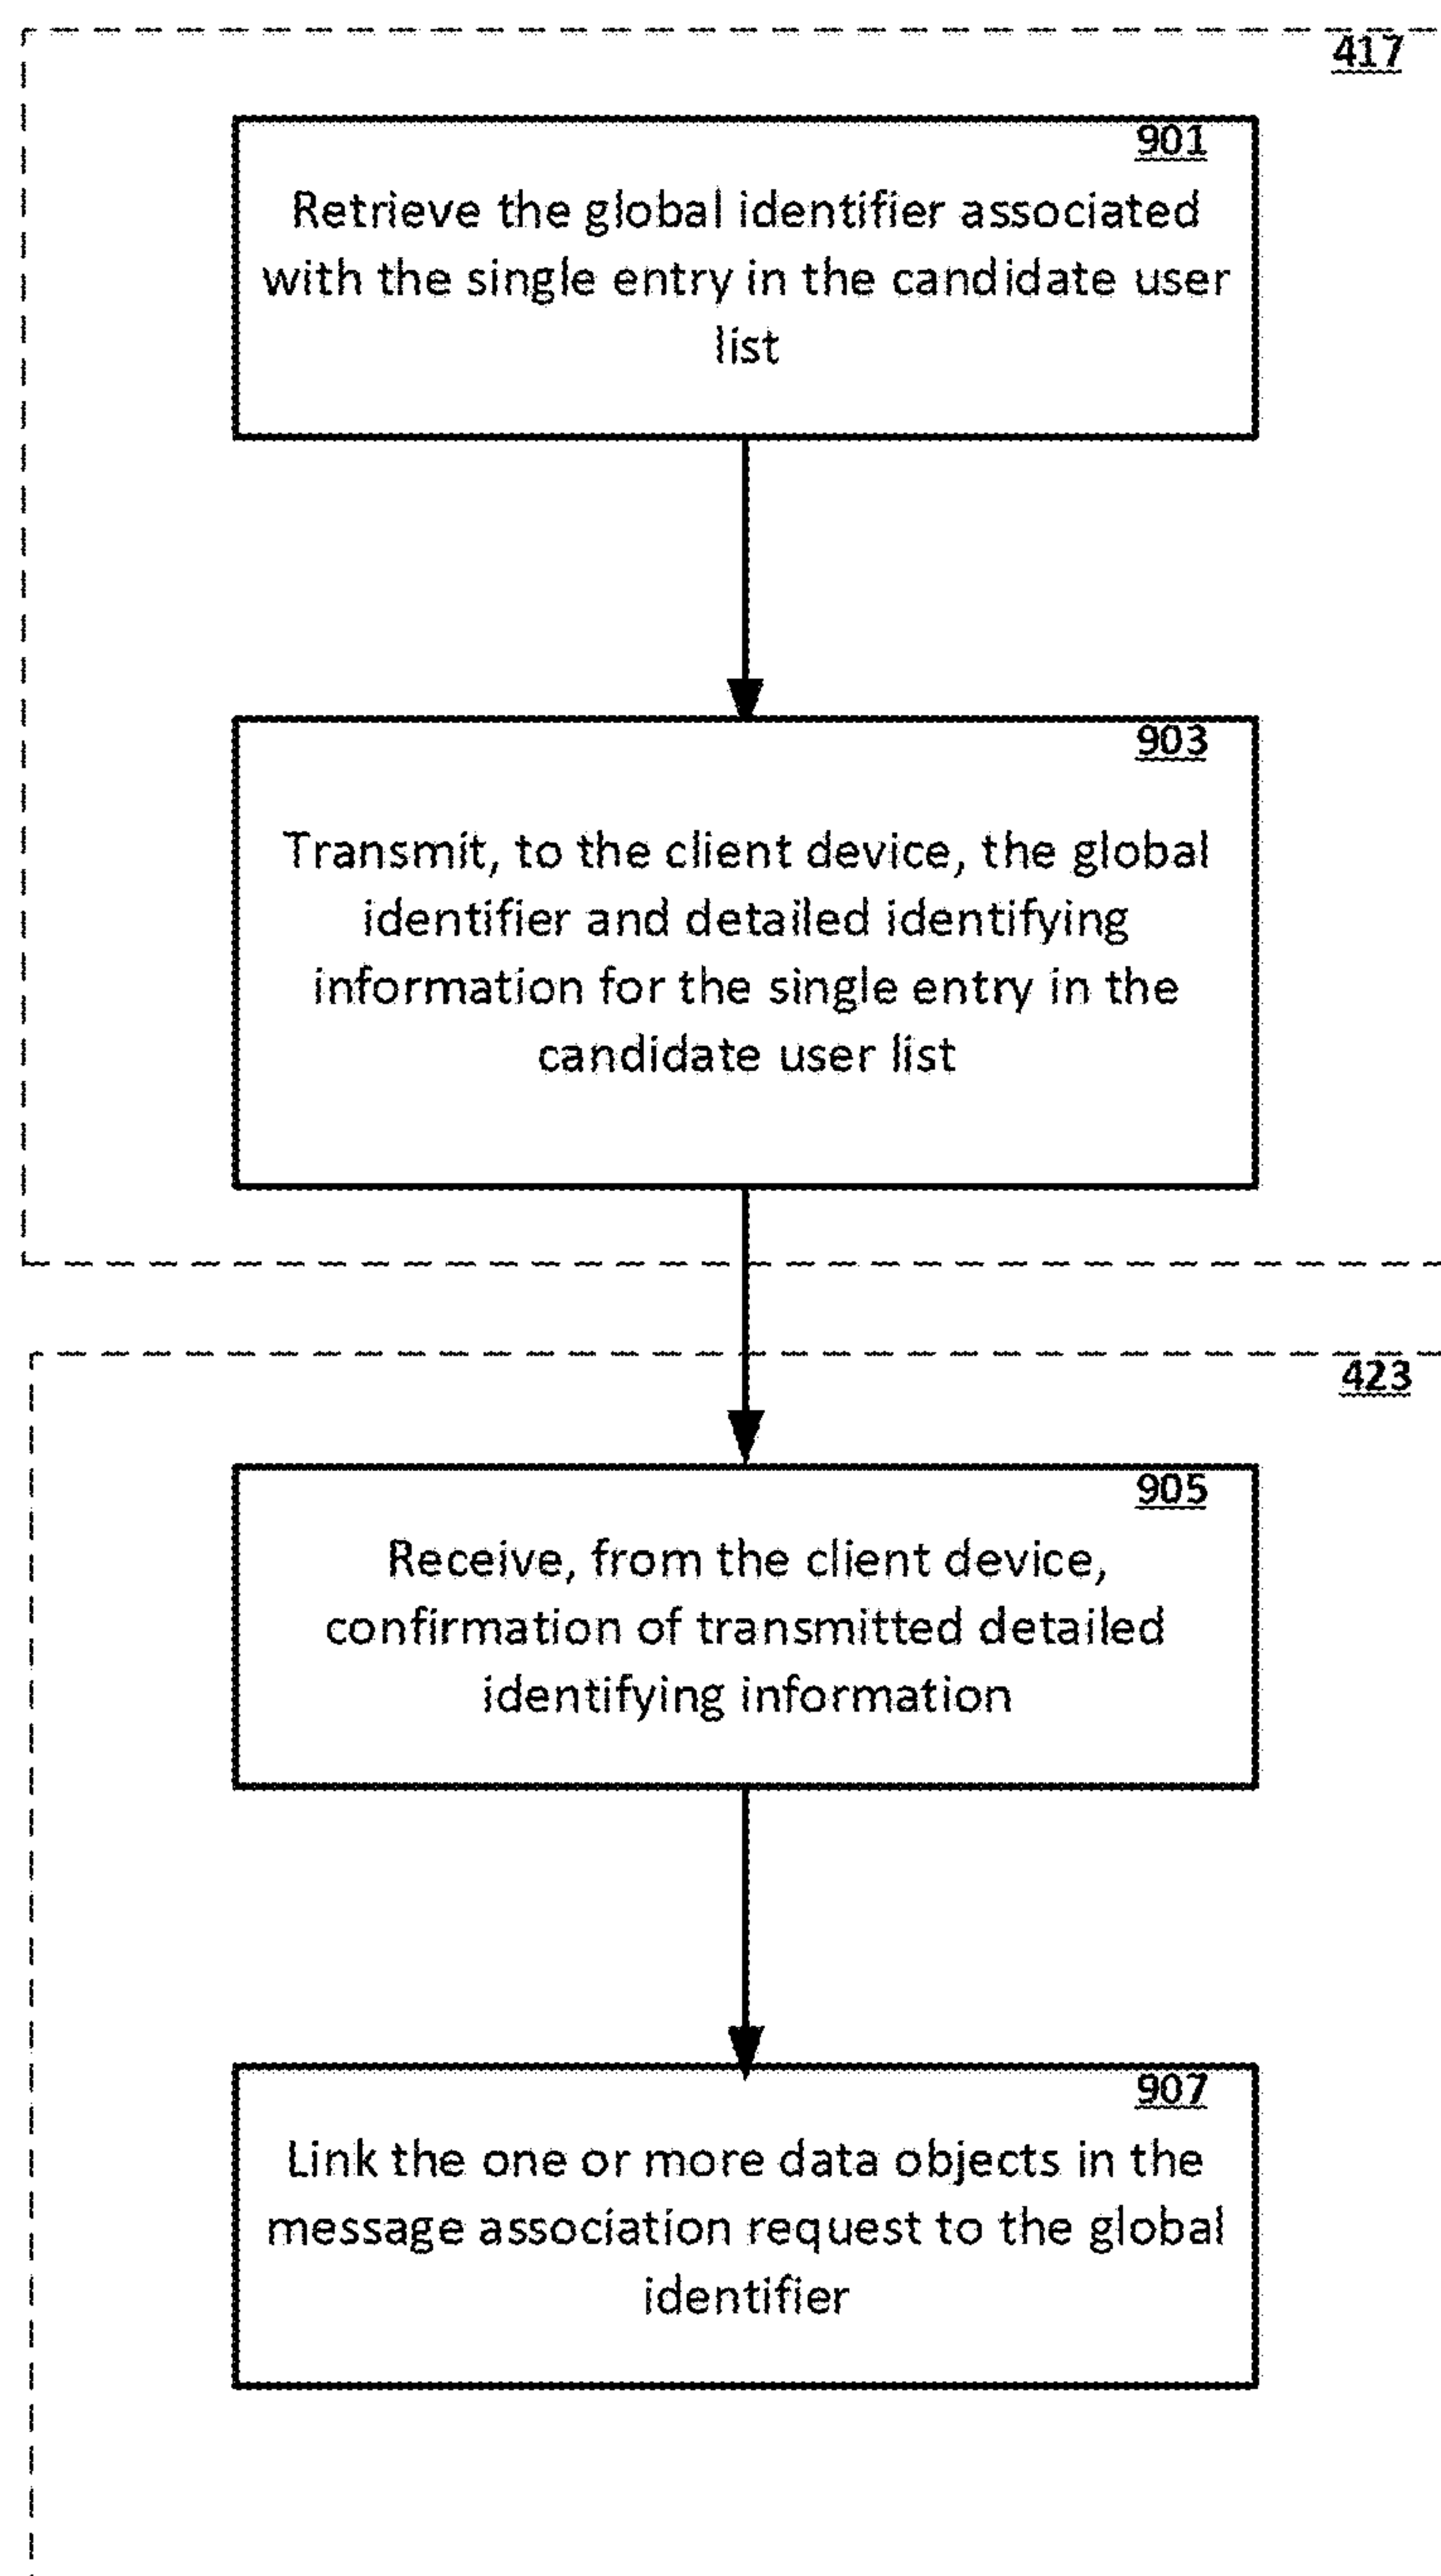 417
901
Retrieve the global identifier associated
with the single entry in the candidate user
list
903
Transmit, to the client device, the global
identifier and detailed identifying
information for the single entry in the
candidate user list
423
905
Receive, from the client device,
confirmation of transmitted detailed
identifying information
907
Link the one or more data objects in the
message association request to the global
identifier